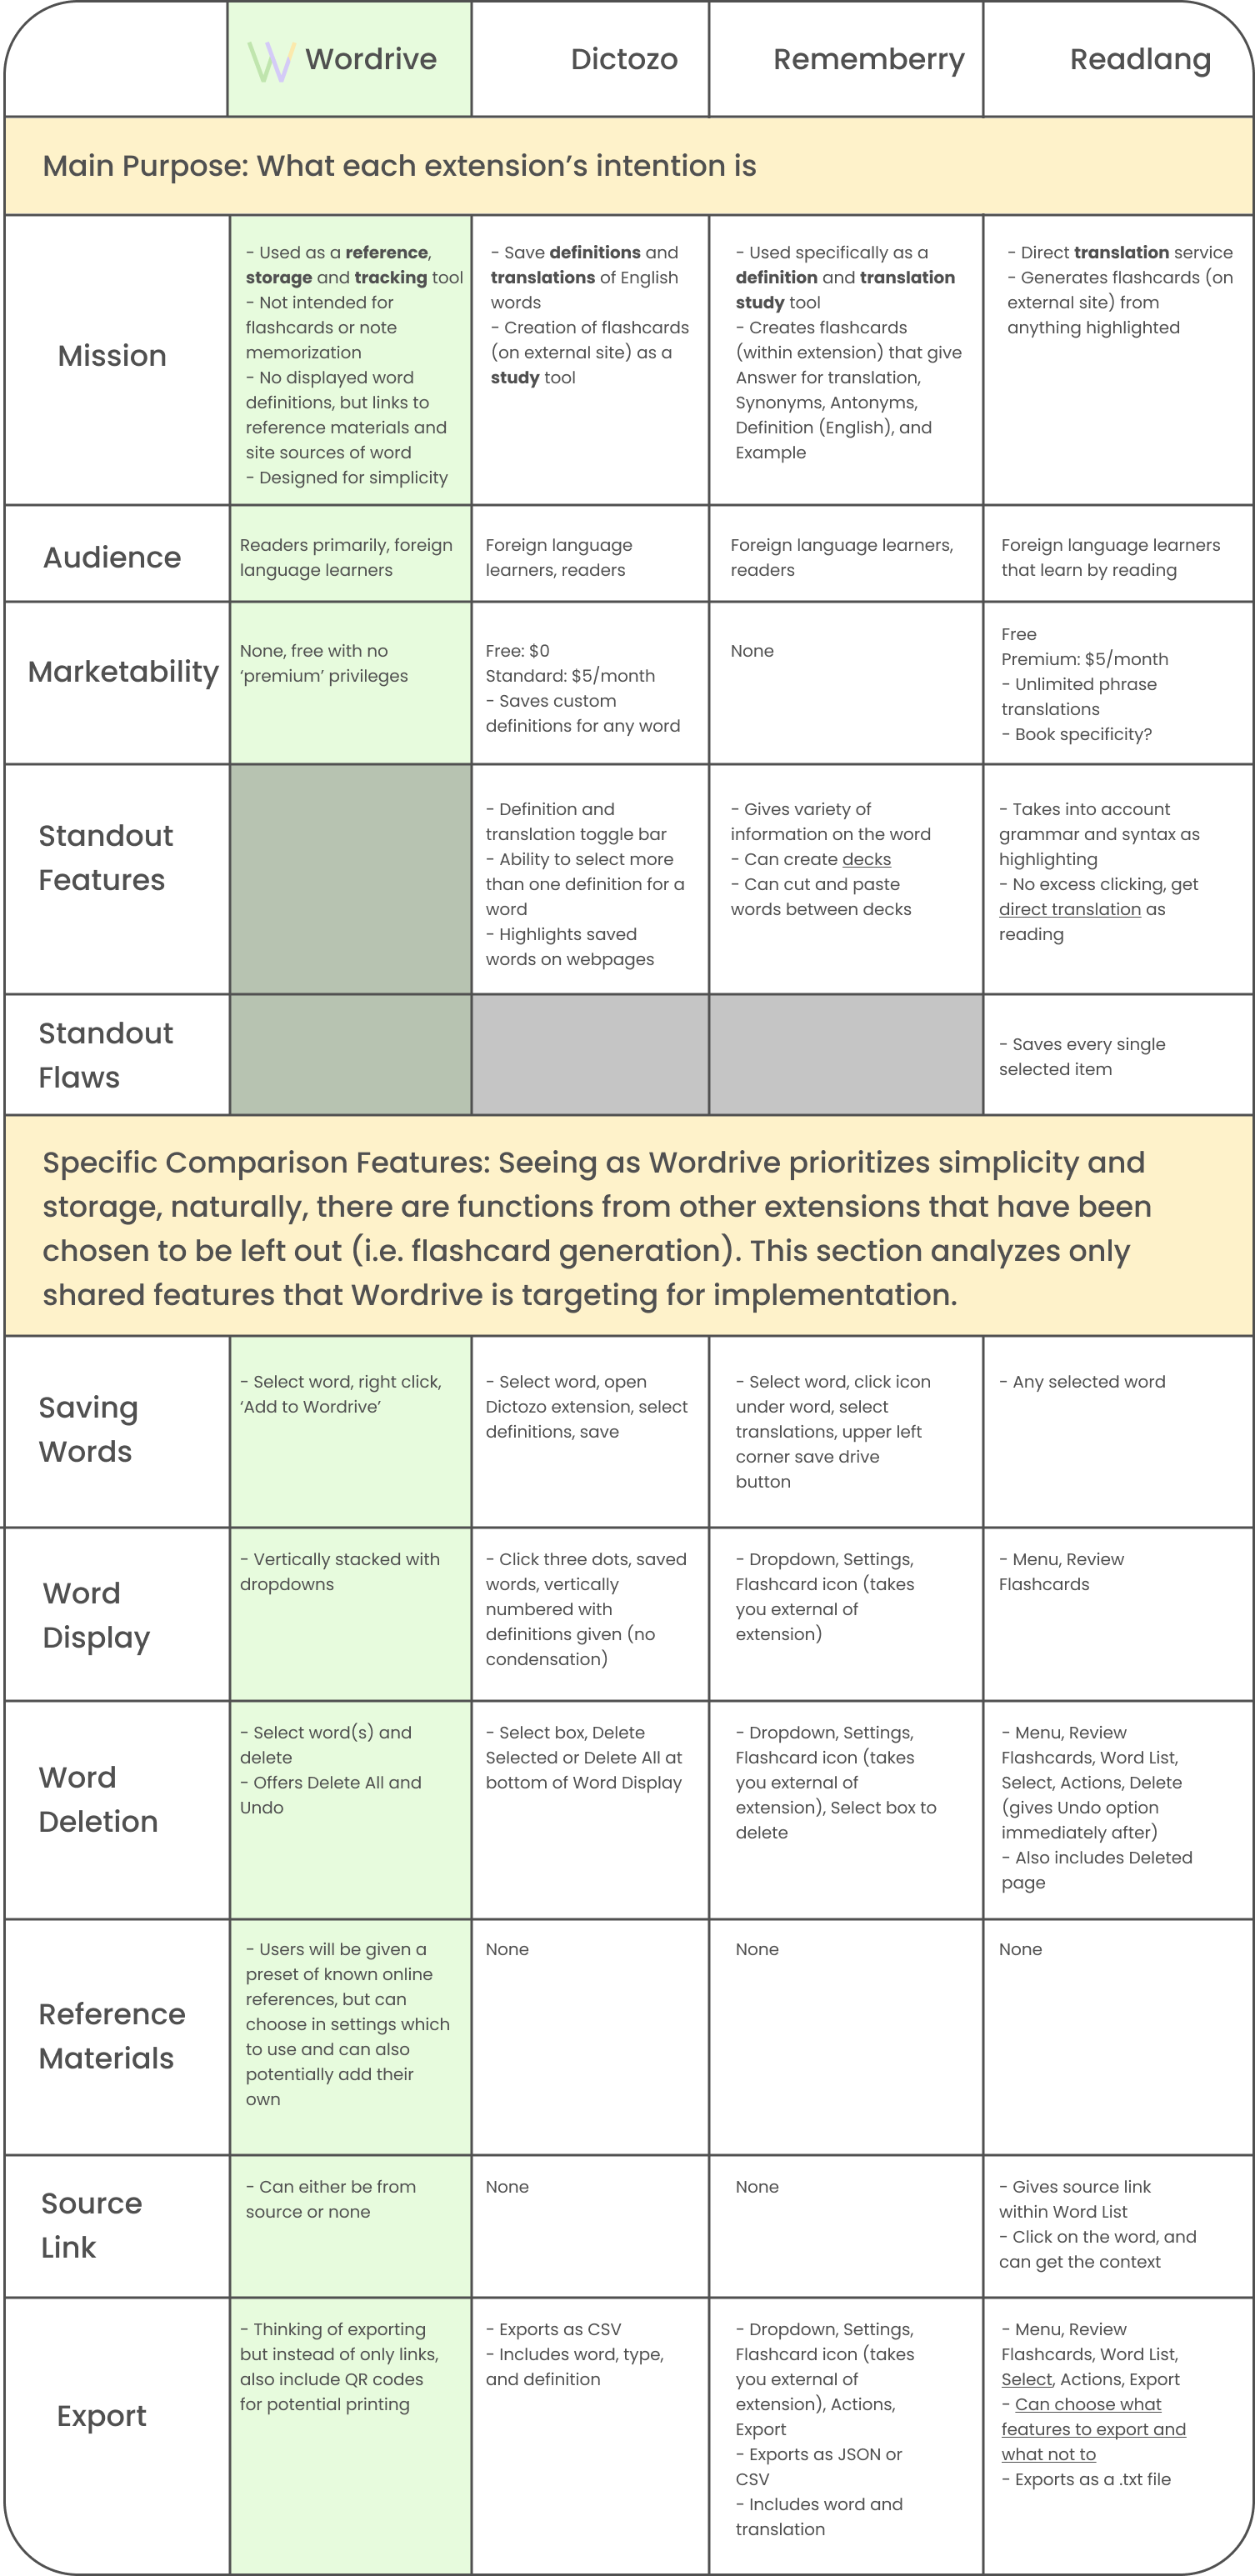 Wordrive
Dictozo
Rememberry
Readlang
Main Purpose: What each extension’s intention is
Mission
- Used as a reference,
storage and tracking tool
- Not intended for
flashcards or note
memorization
- No displayed word
definitions, but links to
reference materials and
site sources of word
- Designed for simplicity
- Save definitions and
translations of English
words
- Creation of flashcards
(on external site) as a
study tool
- Used specifically as a
definition and translation
study tool
- Creates flashcards
(within extension) that give
Answer for translation,
Synonyms, Antonyms,
Definition (English), and
Example
- Direct translation service
- Generates flashcards (on
external site) from
anything highlighted
Audience
Readers primarily, foreign
language learners
Foreign language
learners, readers
Foreign language learners,
readers
Foreign language learners
that learn by reading
Marketability
None, free with no
‘premium’ privileges
Free: $0
Standard: $5/month
- Saves custom
definitions for any word
None
Free
Premium: $5/month
- Unlimited phrase
translations
- Book specificity?
Standout
Features
- Definition and
translation toggle bar
- Ability to select more
than one definition for a
word
- Highlights saved
words on webpages
- Gives variety of
information on the word
- Can create decks
- Can cut and paste
words between decks
- Takes into account
grammar and syntax as
highlighting
- No excess clicking, get
direct translation as
reading
Standout
Flaws
- Saves every single
selected item
Specific Comparison Features: Seeing as Wordrive prioritizes simplicity and
storage, naturally, there are functions from other extensions that have been
chosen to be left out (i.e. flashcard generation). This section analyzes only
shared features that Wordrive is targeting for implementation.
Saving
Words
- Select word, right click,
‘Add to Wordrive’
- Select word, open
Dictozo extension, select
definitions, save
- Select word, click icon
under word, select
translations, upper left
corner save drive
button
- Any selected word
Word
Display
- Vertically stacked with
dropdowns
- Click three dots, saved
words, vertically
numbered with
definitions given (no
condensation)
- Dropdown, Settings,
Flashcard icon (takes
you external of
extension)
- Menu, Review
Flashcards
Word
Deletion
- Select word(s) and
delete
- Offers Delete All and
Undo
- Select box, Delete
Selected or Delete All at
bottom of Word Display
- Dropdown, Settings,
Flashcard icon (takes
you external of
extension), Select box to
delete
- Menu, Review
Flashcards, Word List,
Select, Actions, Delete
(gives Undo option
immediately after)
- Also includes Deleted
page
Reference
Materials
- Users will be given a
preset of known online
references, but can
choose in settings which
to use and can also
potentially add their
own
None
None
None
Source
Link
- Can either be from
source or none
None
None
- Gives source link
within Word List
- Click on the word, and
can get the context
Export
- Thinking of exporting
but instead of only links,
also include QR codes
for potential printing
- Exports as CSV
- Includes word, type,
and definition
- Dropdown, Settings,
Flashcard icon (takes
you external of
extension), Actions,
Export
- Exports as JSON or
CSV
- Includes word and
translation
- Menu, Review
Flashcards, Word List,
Select, Actions, Export
- Can choose what
features to export and
what not to
- Exports as a .txt file